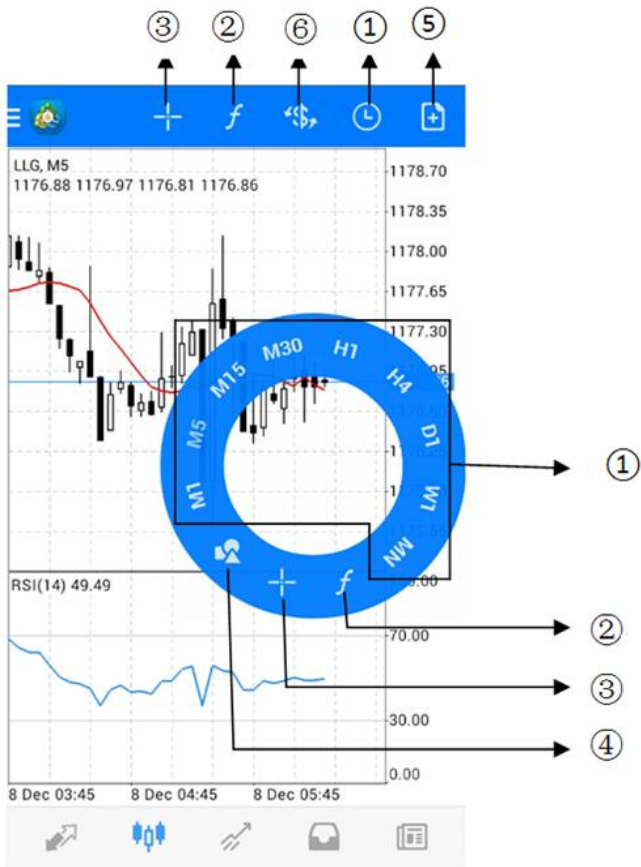 ③ ② ⑥ ① ⑤
f
LLG, M5
1176.88 1176.97 1176.81 1176.86
1178.70
1178.35
1178.00
1177.65
1177.30
M1 M5 M15 M30 H1 H4 D1 W1 MN
①
f
RSI(14) 49.49
②
70.00
③
30.00
④
0.00
8 Dec 03:45 8 Dec 04:45 8 Dec 05:45